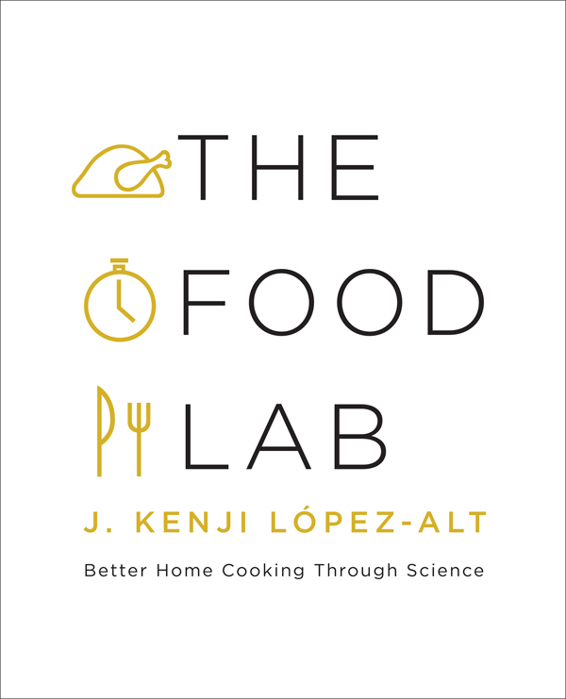 THE
FOOD
LAB
J. KENJI LÓPEZ-ALT
Better Home Cooking Through Science